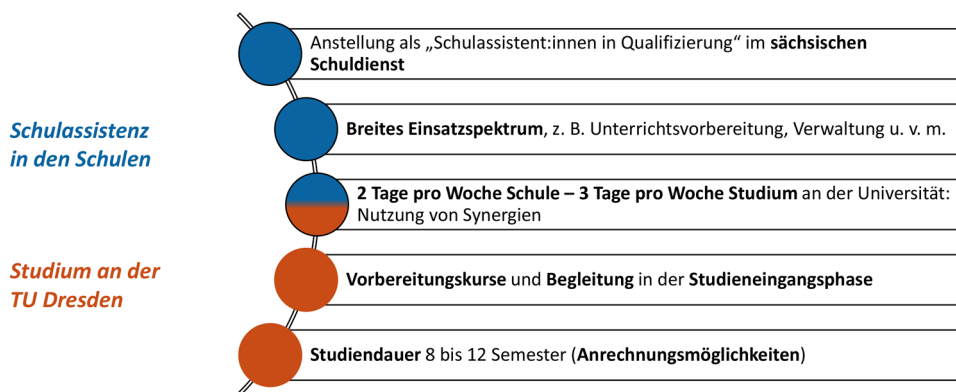 Anstellung als „Schulassistent:innen in Qualifizierung“ im sächsischen
Schuldienst
Schulassistenz
in den Schulen
Breites Einsatzspektrum, z. B. Unterrichtsvorbereitung, Verwaltung u. v. m.
2 Tage pro Woche Schule – 3 Tage pro Woche Studium an der Universität:
Nutzung von Synergien
Studium an der
TU Dresden
Vorbereitungskurse und Begleitung in der Studieneingangsphase
Studiendauer 8 bis 12 Semester (Anrechnungsmöglichkeiten)